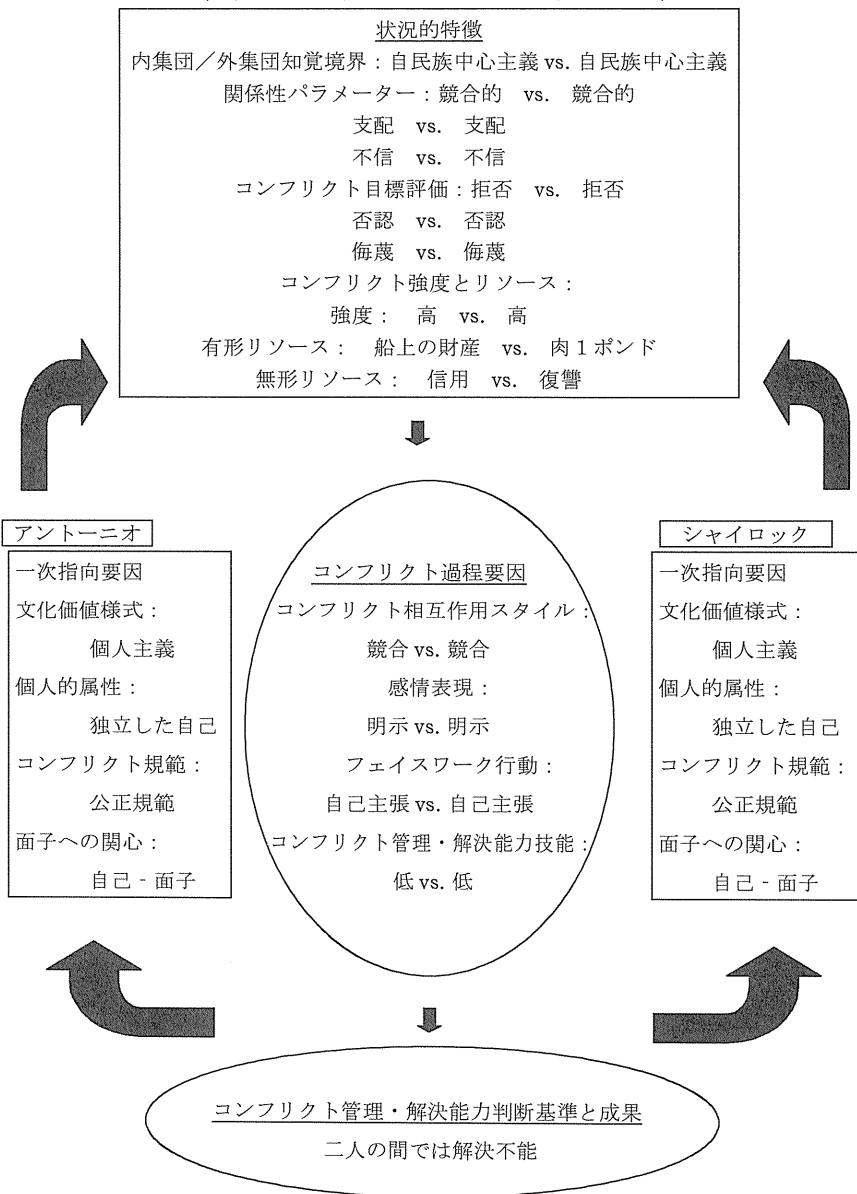 状況的特徴
内集団／外集団知覚境界：自民族中心主義 vs. 自民族中心主義
関係性パラメーター：競合的 vs. 競合的
支配 vs. 支配
不信 vs. 不信
コンフリクト目標評価：拒否 vs. 拒否
否認 vs. 否認
侮蔑 vs. 侮蔑
コンフリクト強度とリソース：
強度： 高 vs. 高
有形リソース： 船上の財産 vs. 肉１ポンド
無形リソース： 信用 vs. 復讐
アントーニオ
一次指向要因
文化価値様式：
個人主義
個人的属性：
独立した自己
コンフリクト規範：
公正規範
面子への関心：
自己‐面子
コンフリクト過程要因
コンフリクト相互作用スタイル：
競合 vs. 競合
感情表現：
明示 vs. 明示
フェイスワーク行動：
自己主張 vs. 自己主張
コンフリクト管理・解決能力技能：
低 vs. 低
シャイロック
一次指向要因
文化価値様式：
個人主義
個人的属性：
独立した自己
コンフリクト規範：
公正規範
面子への関心：
自己‐面子
コンフリクト管理・解決能力判断基準と成果
二人の間では解決不能